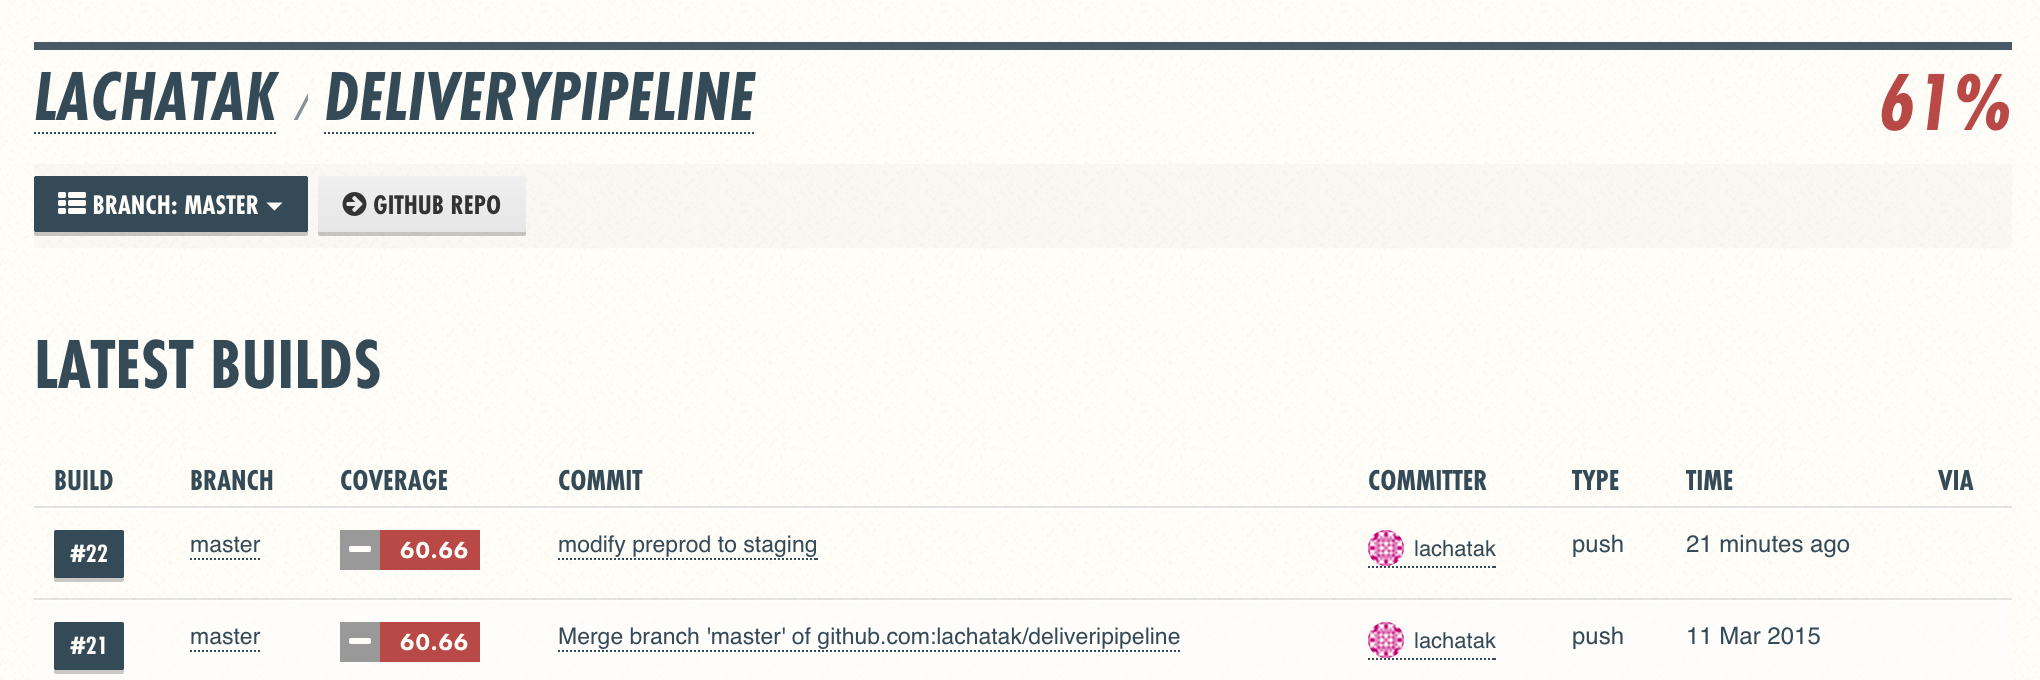 LACHATAK / DELIVERYPIPELINE 61%
BRANCH: MASTER GITHUB REPO
LATEST BUILDS
BUILD BRANCH COVERAGE COMMIT COMMITTER TYPE TIME VIA
#22 master 60.66 modify preprod to staging lachatak push 21 minutes ago
#21 master 60.66 Merge branch 'master' of github.com:lachatak/deliveripipeline lachatak push 11 Mar 2015